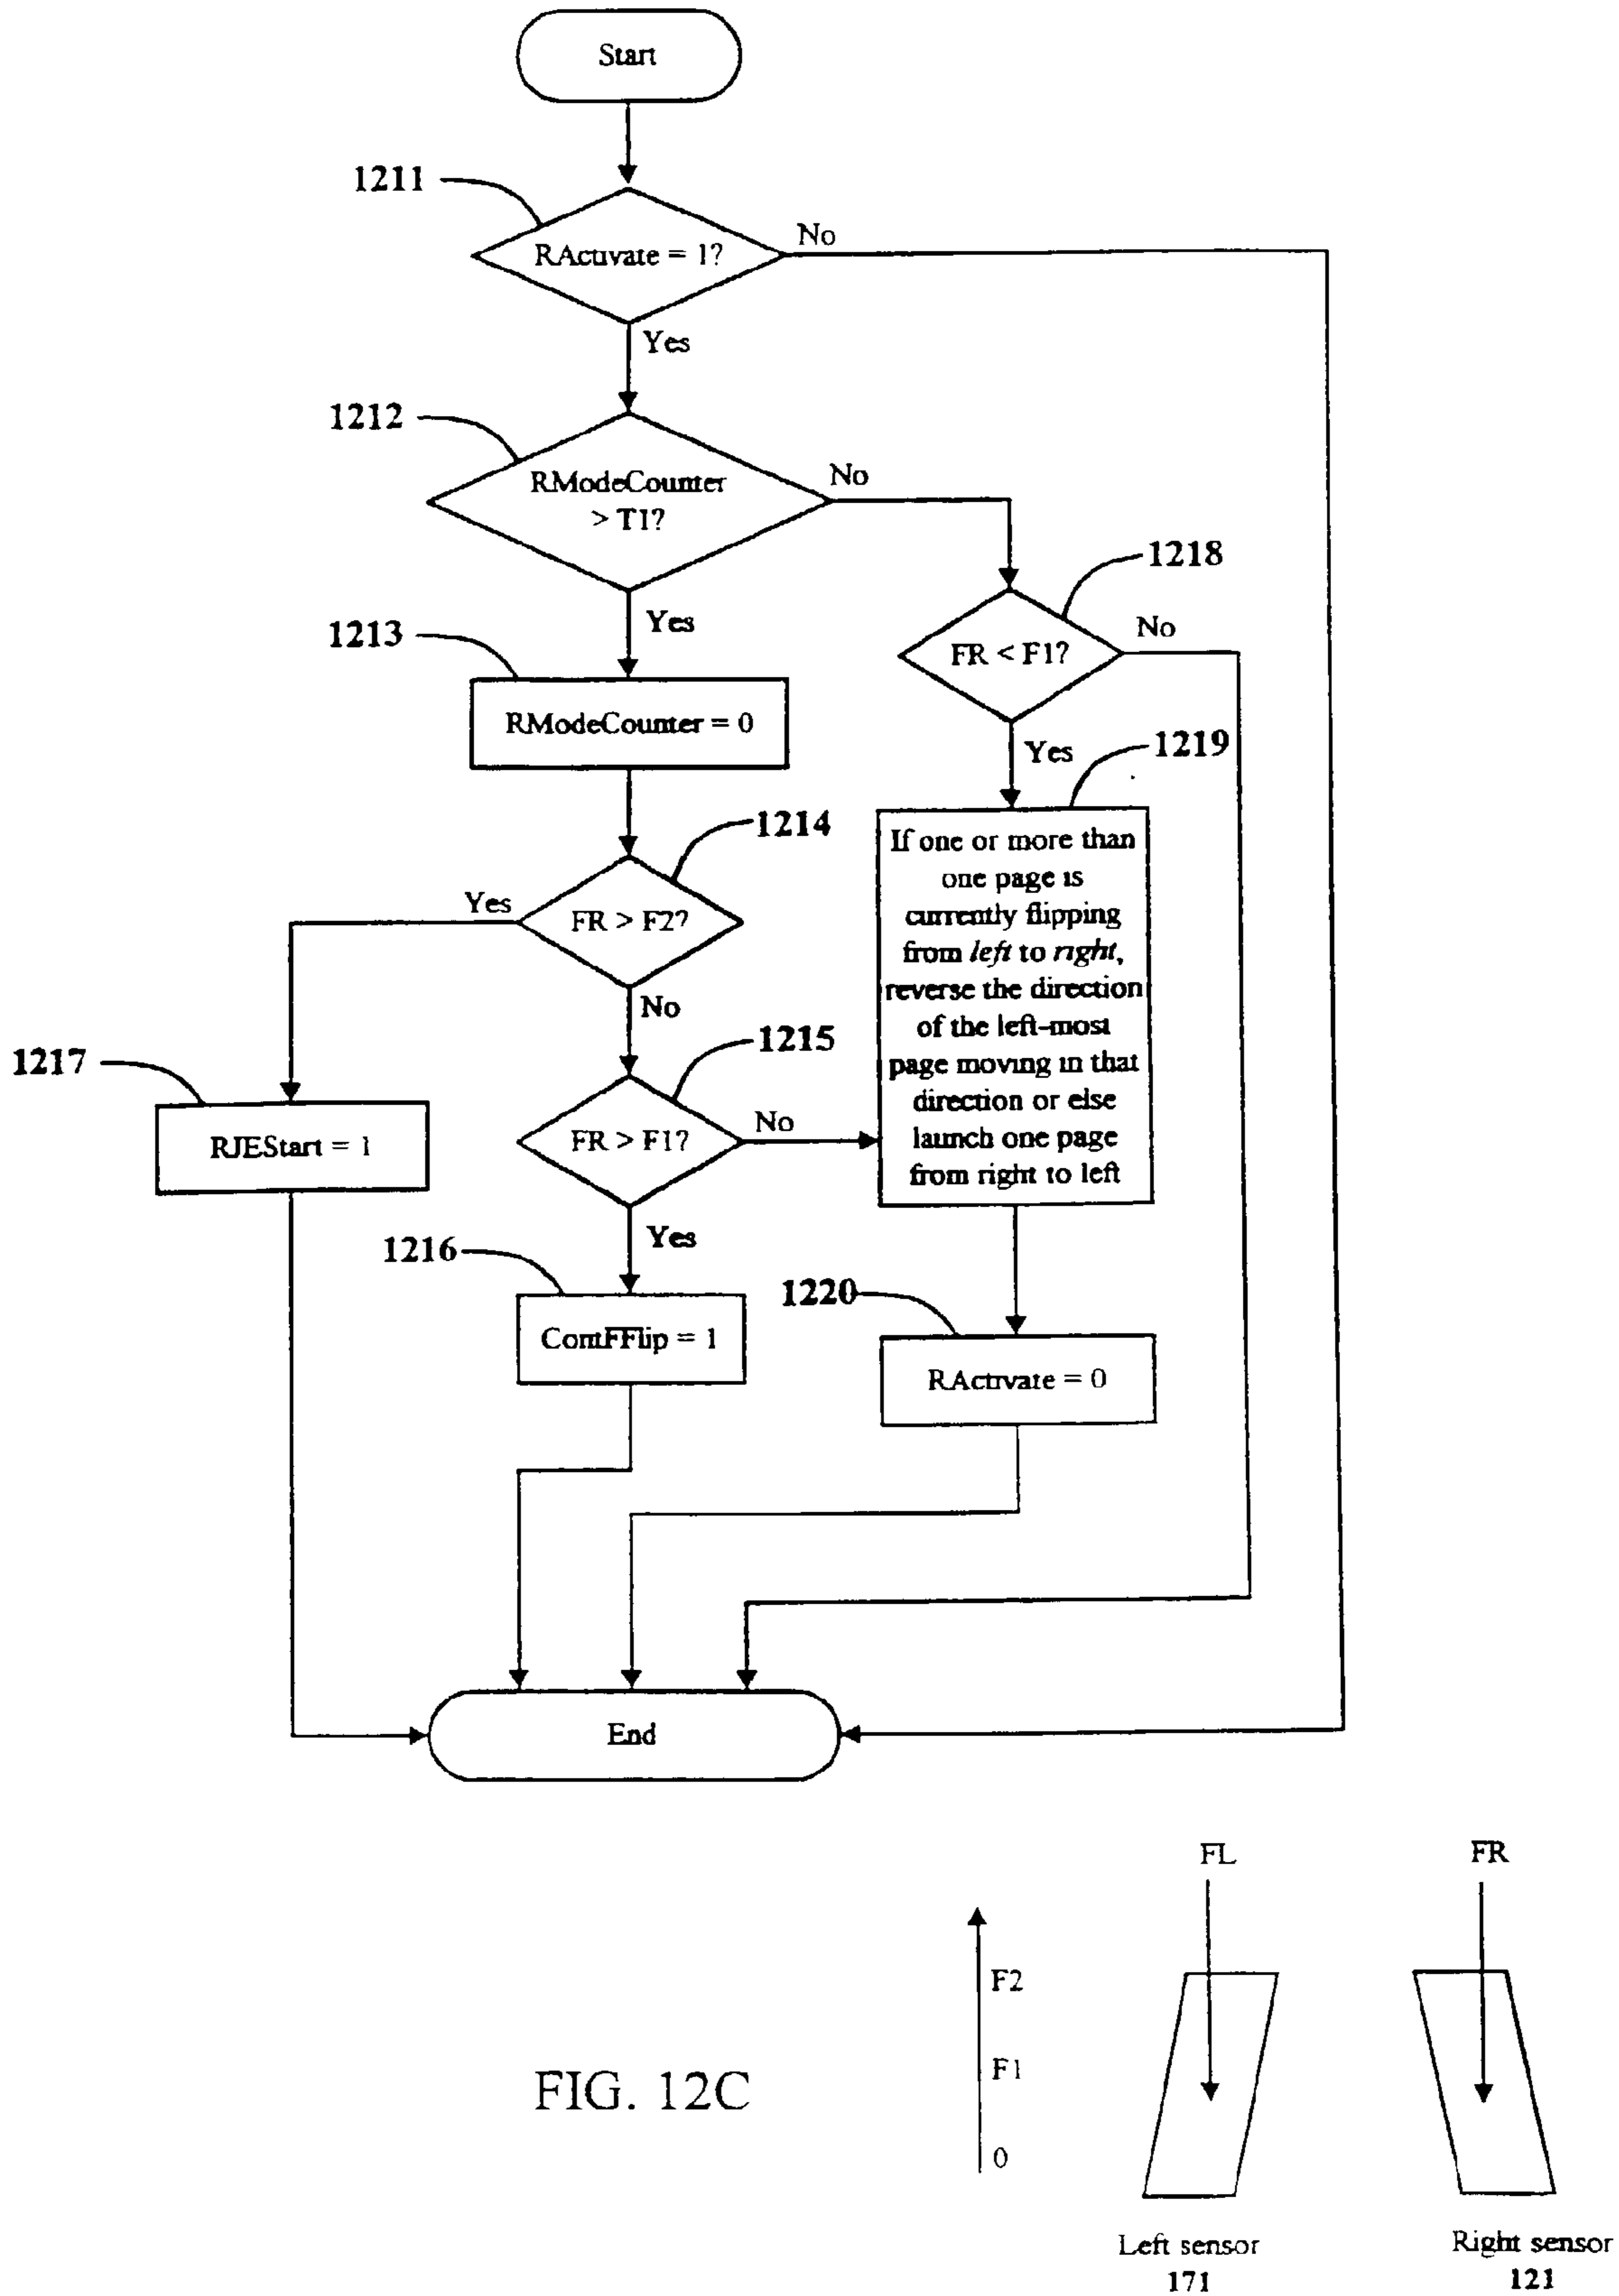 Start
1211
RActivate = 1?
No
Yes
1212
RModeCounter
> T1?
No
1218
Yes
1213
FR < F1?
No
RModeCounter = 0
Yes
1219
1214
If one or more than
one page is
currently flipping
from left to right,
reverse the direction
of the left-most
page moving in that
direction or else
launch one page
from right to left
Yes
FR > F2?
No
1217
1215
RJEStart = 1
FR > F1?
No
Yes
1216
1220
ContFFlip = 1
RActivate = 0
End
FL
FR
F2
F1
0
FIG. 12C
Left sensor
171
Right sensor
121